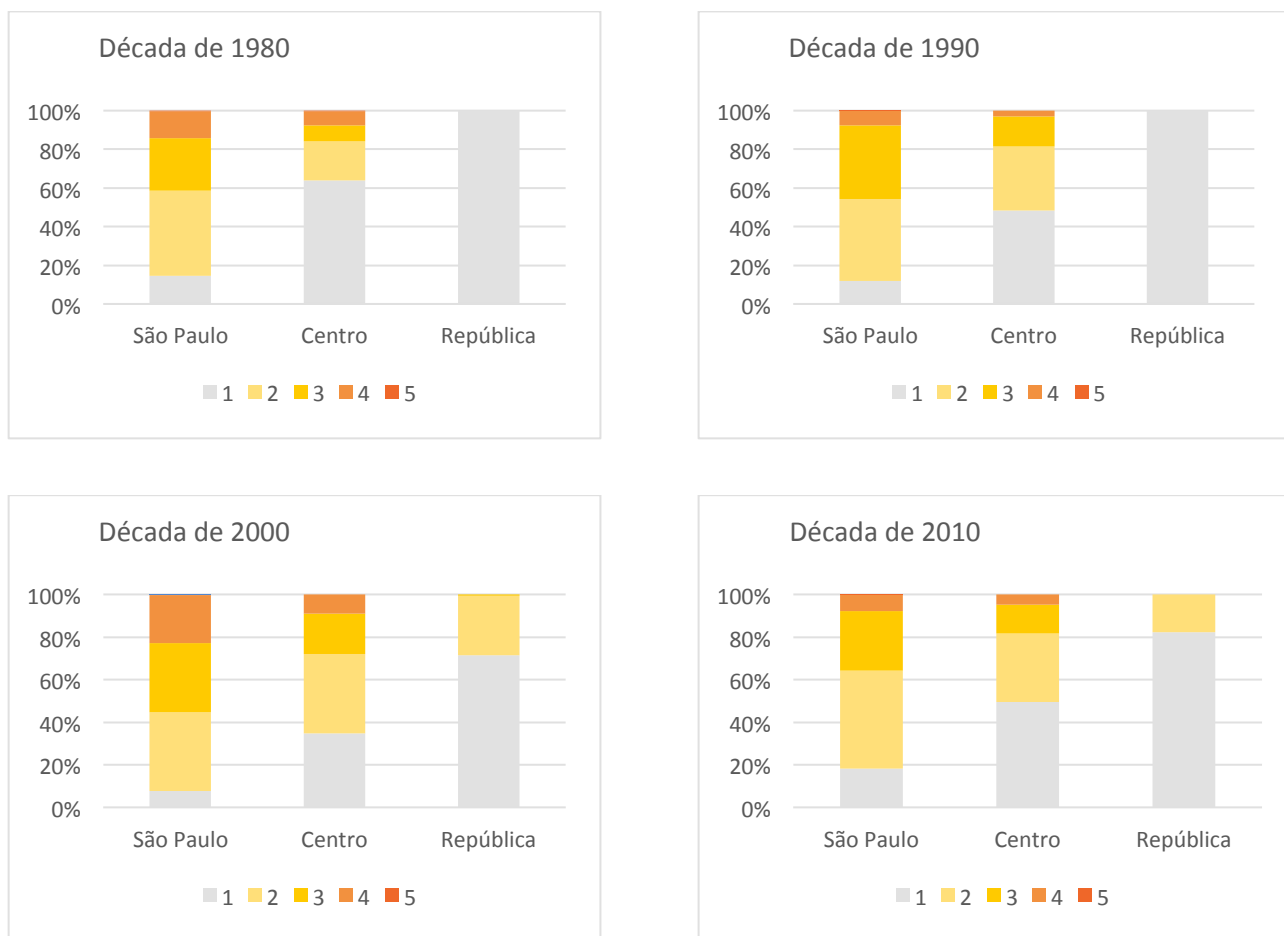 Década de 1980
100%
80%
60%
40%
20%
0%
São Paulo Centro República
1 2 3 4 5
Década de 1990
100%
80%
60%
40%
20%
0%
São Paulo Centro República
1 2 3 4 5
Década de 2000
100%
80%
60%
40%
20%
0%
São Paulo Centro República
1 2 3 4 5
Década de 2010
100%
80%
60%
40%
20%
0%
São Paulo Centro República
1 2 3 4 5